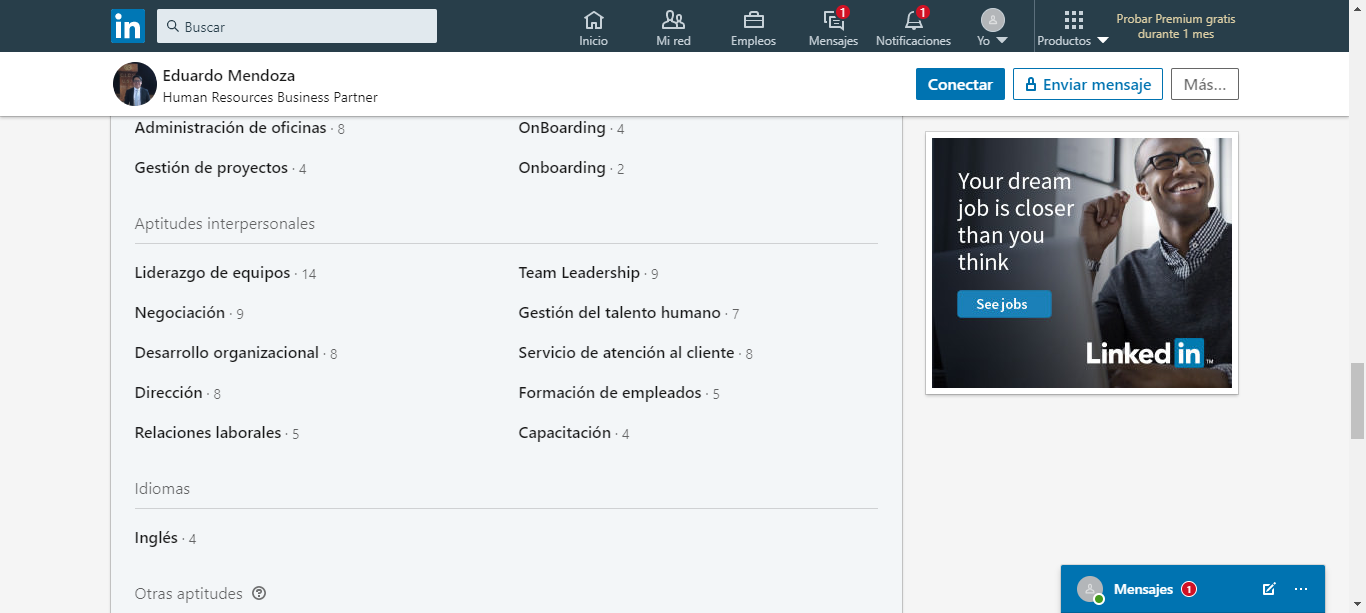 in Buscar
Inicio
Mi red
Empleos
1
Mensajes
1
Notificaciones
Yo
Productos
Probar Premium gratis
durante 1 mes
Eduardo Mendoza
Human Resources Business Partner
Conectar
Enviar mensaje
Más...
Administración de oficinas · 8
OnBoarding · 4
Gestión de proyectos · 4
Onboarding · 2
Aptitudes interpersonales
Liderazgo de equipos · 14
Team Leadership · 9
Negociación · 9
Gestión del talento humano · 7
Desarrollo organizacional · 8
Servicio de atención al cliente · 8
Dirección · 8
Formación de empleados · 5
Relaciones laborales · 5
Capacitación · 4
Idiomas
Inglés · 4
Otras aptitudes ?
Your dream
job is closer
than you
think
See jobs
Linked in ™
Mensajes 1 ...